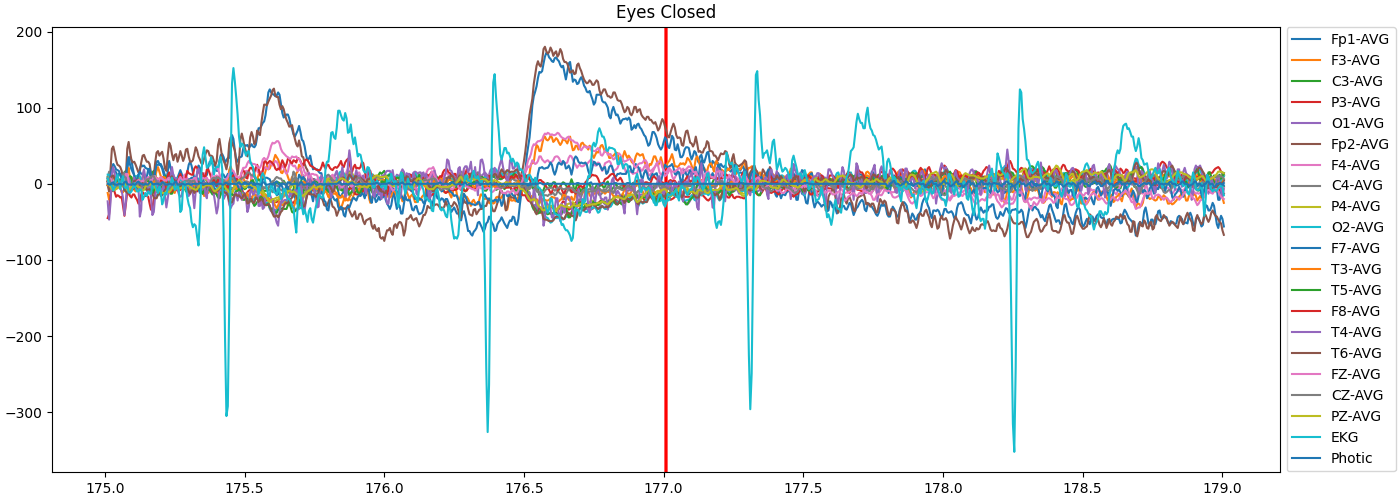 Eyes Closed
200
100
0
−100
−200
−300
175.0 175.5 176.0 176.5 177.0 177.5 178.0 178.5 179.0
Fp1-AVG
F3-AVG
C3-AVG
P3-AVG
O1-AVG
Fp2-AVG
F4-AVG
C4-AVG
P4-AVG
O2-AVG
F7-AVG
T3-AVG
T5-AVG
F8-AVG
T4-AVG
T6-AVG
FZ-AVG
CZ-AVG
PZ-AVG
EKG
Photic